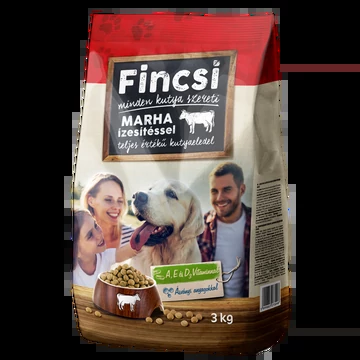 Fincsi
minden kutya szereti
MARHA
ízesítéssel
teljes értékű kutyaeledel
A, E és D₃ Vitaminnal
Ásványi anyagokkal
3 kg